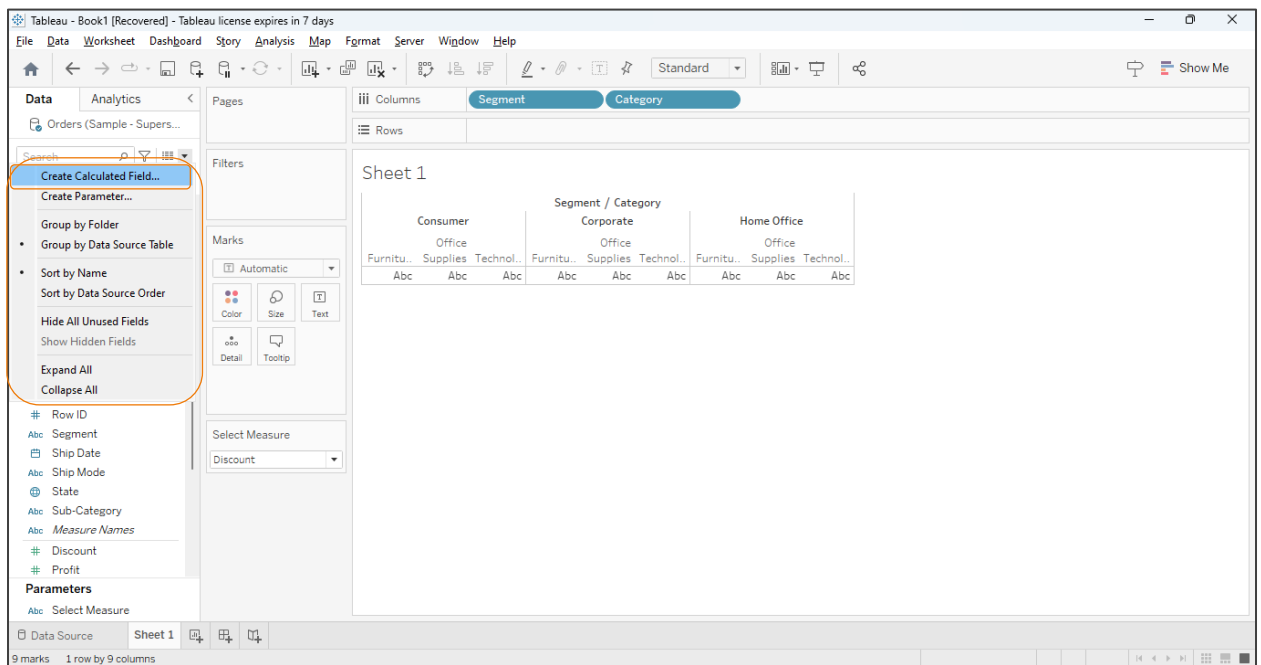 Tableau - Book1 [Recovered] - Tableau license expires in 7 days
File Data Worksheet Dashboard Story Analysis Map Format Server Window Help
Standard
Show Me
Data Analytics
Orders (Sample - Supers...
Search
Create Calculated Field...
Create Parameter...
Group by Folder
Group by Data Source Table
Sort by Name
Sort by Data Source Order
Hide All Unused Fields
Show Hidden Fields
Expand All
Collapse All
# Row ID
Abc Segment
Ship Date
Abc Ship Mode
State
Abc Sub-Category
Abc Measure Names
# Discount
# Profit
Parameters
Abc Select Measure
Pages
Filters
Marks
T Automatic
Color Size Text
Detail Tooltip
Select Measure
Discount
Columns Segment Category
Rows
Sheet 1
Segment / Category
Consumer Corporate Home Office
Office Office Office
Furnitu.. Supplies Technol.. Furnitu.. Supplies Technol.. Furnitu.. Supplies Technol..
Abc Abc Abc Abc Abc Abc Abc Abc Abc
Data Source Sheet 1
9 marks 1 row by 9 columns